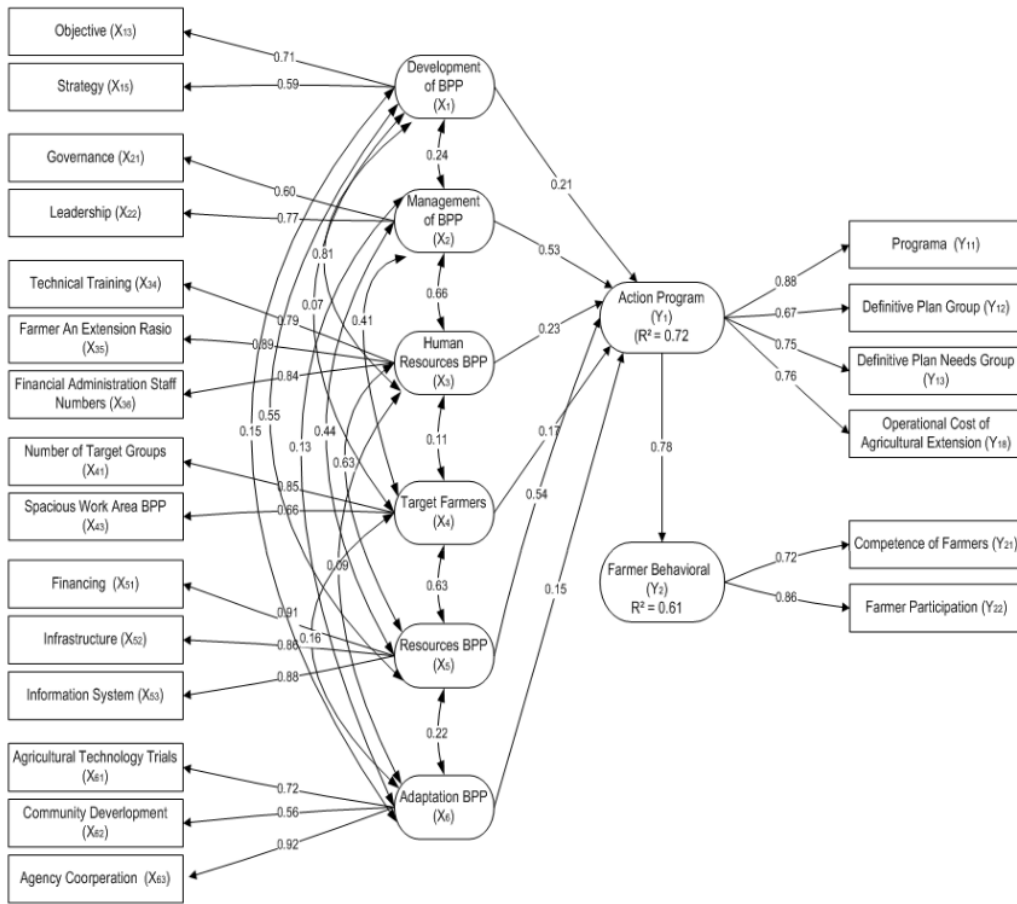 Objective (X13)
Strategy (X15)
Governance (X21)
Leadership (X22)
Technical Training (X34)
Farmer An Extension Rasio
(X35)
Financial Administration Staff
Numbers (X36)
Number of Target Groups
(X41)
Spacious Work Area BPP
(X43)
Financing (X51)
Infrastructure (X52)
Information System (X53)
Agricultural Technology Trials
(X61)
Community Deverlopment
(X62)
Agency Coorperation (X63)
0.71
0.59
0.60
0.77
0.79
0.89
0.84
0.85
0.66
0.91
0.86
0.88
0.72
0.56
0.92
0.81
0.07
0.41
0.55
0.15
0.13
0.44
0.63
0.09
0.16
Development
of BPP
(X1)
0.24
Management
of BPP
(X2)
0.66
Human
Resources BPP
(X3)
0.11
Target Farmers
(X4)
0.63
Resources BPP
(X5)
0.22
Adaptation BPP
(X6)
0.21
0.53
0.23
0.17
0.54
0.15
Action Program
(Y1)
(R² = 0.72
0.78
Farmer Behavioral
(Y2)
R² = 0.61
0.88
0.67
0.75
0.76
0.72
0.86
Programa (Y11)
Definitive Plan Group (Y12)
Definitive Plan Needs Group
(Y13)
Operational Cost of
Agricultural Extension (Y18)
Competence of Farmers (Y21)
Farmer Participation (Y22)